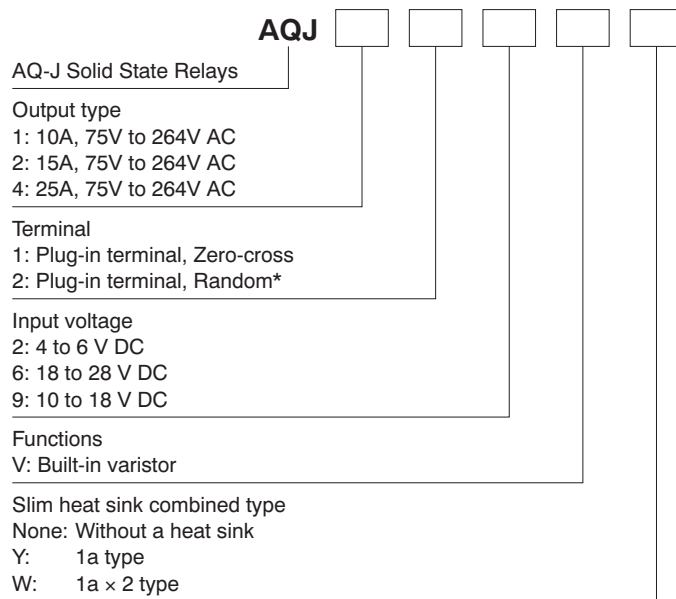 AQJ
AQ-J Solid State Relays
Output type
1: 10A, 75V to 264V AC
2: 15A, 75V to 264V AC
4: 25A, 75V to 264V AC
Terminal
1: Plug-in terminal, Zero-cross
2: Plug-in terminal, Random*
Input voltage
2: 4 to 6 V DC
6: 18 to 28 V DC
9: 10 to 18 V DC
Functions
V: Built-in varistor
Slim heat sink combined type
None: Without a heat sink
Y: 1a type
W: 1a × 2 type